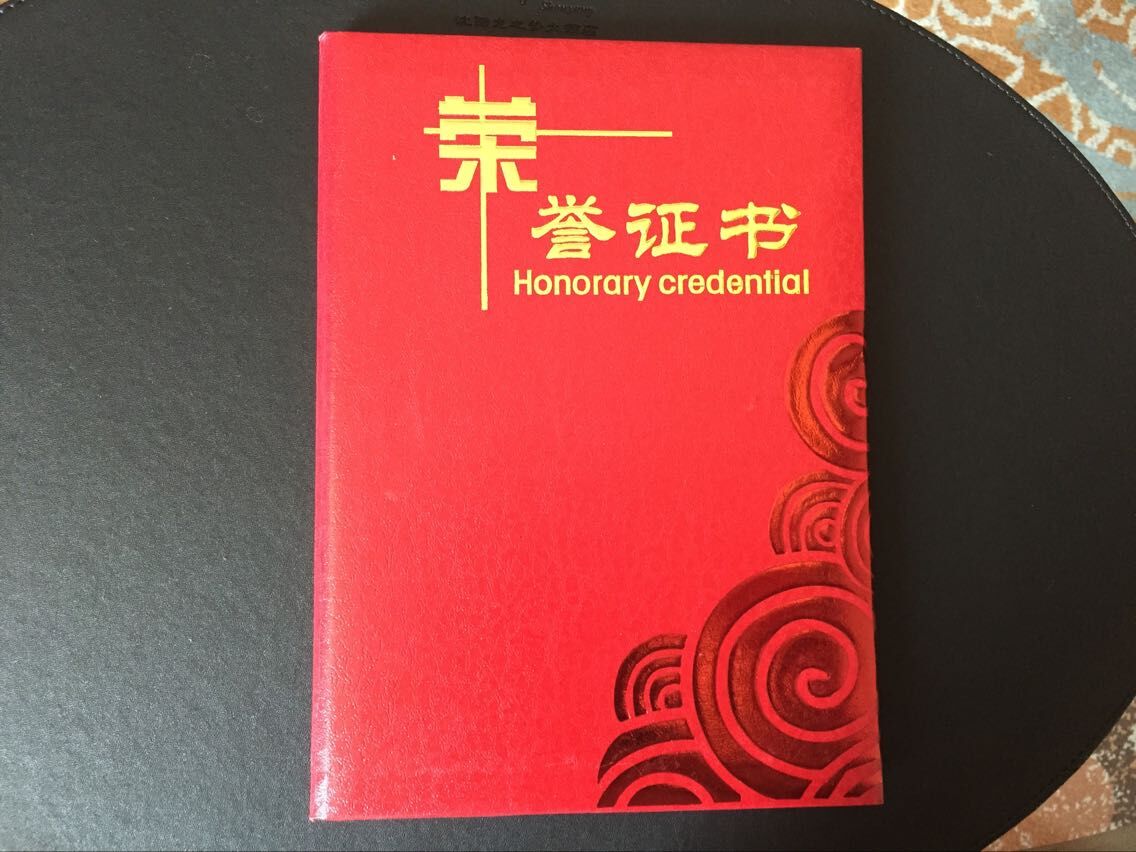 荣
誉证书
Honorary credential